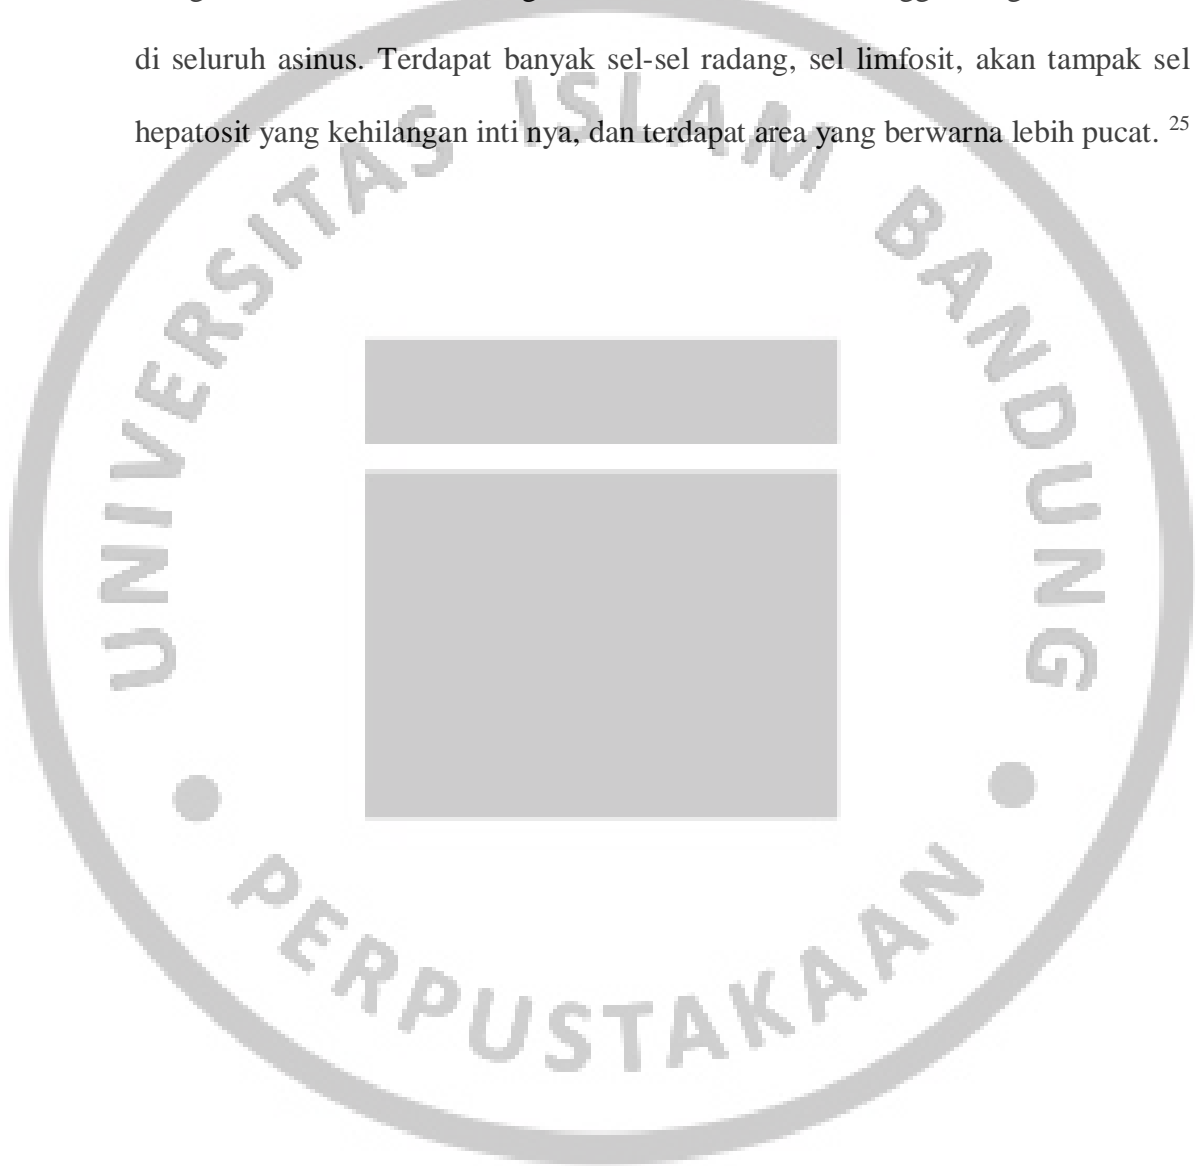 di seluruh asinus. Terdapat banyak sel-sel radang, sel limfosit, akan tampak sel
hepatosit yang kehilangan inti nya, dan terdapat area yang berwarna lebih pucat. 25
UNIVERSITAS ISLAM BANDUNG
PERPUSTAKAAN